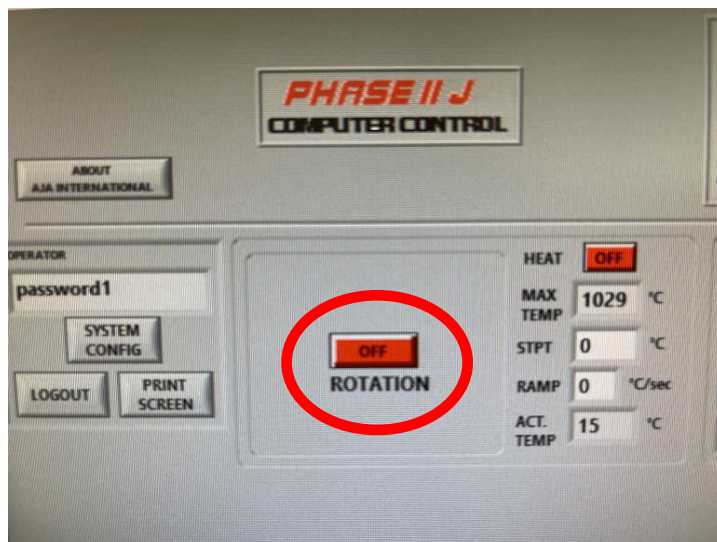 PHASE II J
COMPUTER CONTROL
ABOUT
AJA INTERNATIONAL
OPERATOR
password1
SYSTEM
CONFIG
LOGOUT
PRINT
SCREEN
OFF
ROTATION
HEAT OFF
MAX
TEMP 1029 °C
STPT 0 °C
RAMP 0 °C/sec
ACT.
TEMP 15 °C